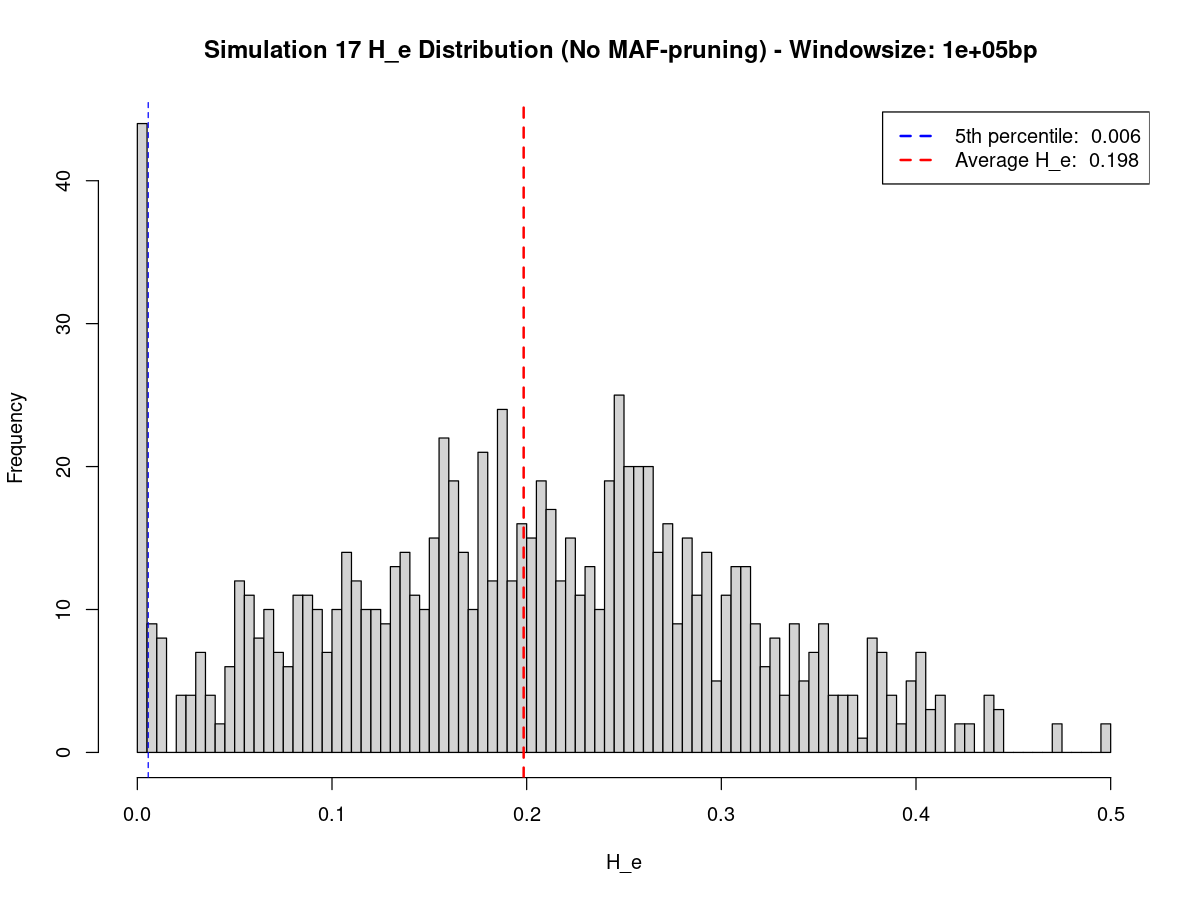 Simulation 17 H_e Distribution (No MAF-pruning) - Windowsize: 1e+05bp
5th percentile:  0.006
Average H_e:  0.198
Frequency
40
30
20
10
0
0.0 0.1 0.2 0.3 0.4 0.5
H_e